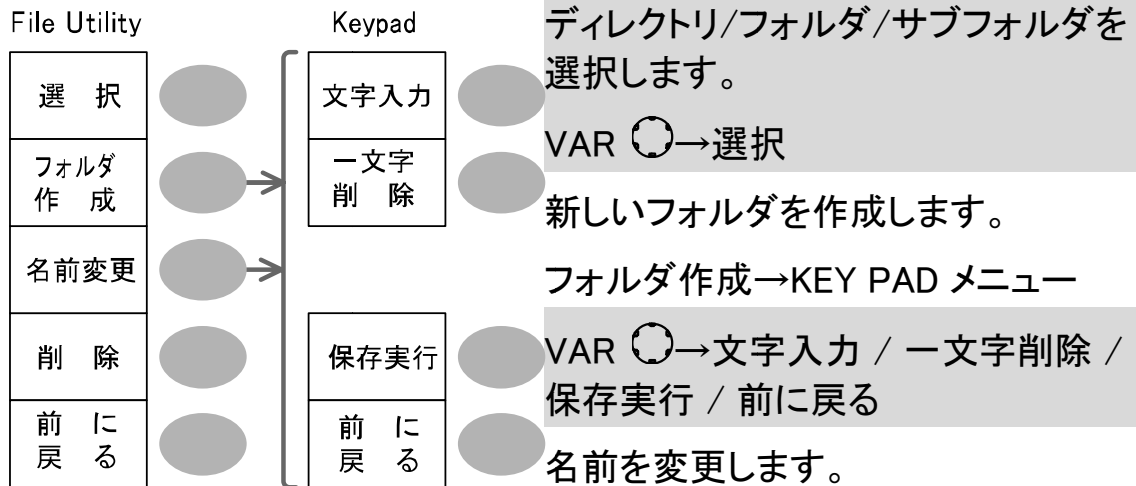 File Utility
選 択
フォルダ
作 成
名前変更
削 除
前 に
戻 る
Keypad
文字入力
一文字
削 除
保存実行
前 に
戻 る
ディレクトリ/フォルダ/サブフォルダを
選択します。
VAR →選択
新しいフォルダを作成します。
フォルダ作成→KEY PAD メニュー
VAR →文字入力 / 一文字削除 /
保存実行 / 前に戻る
名前を変更します。